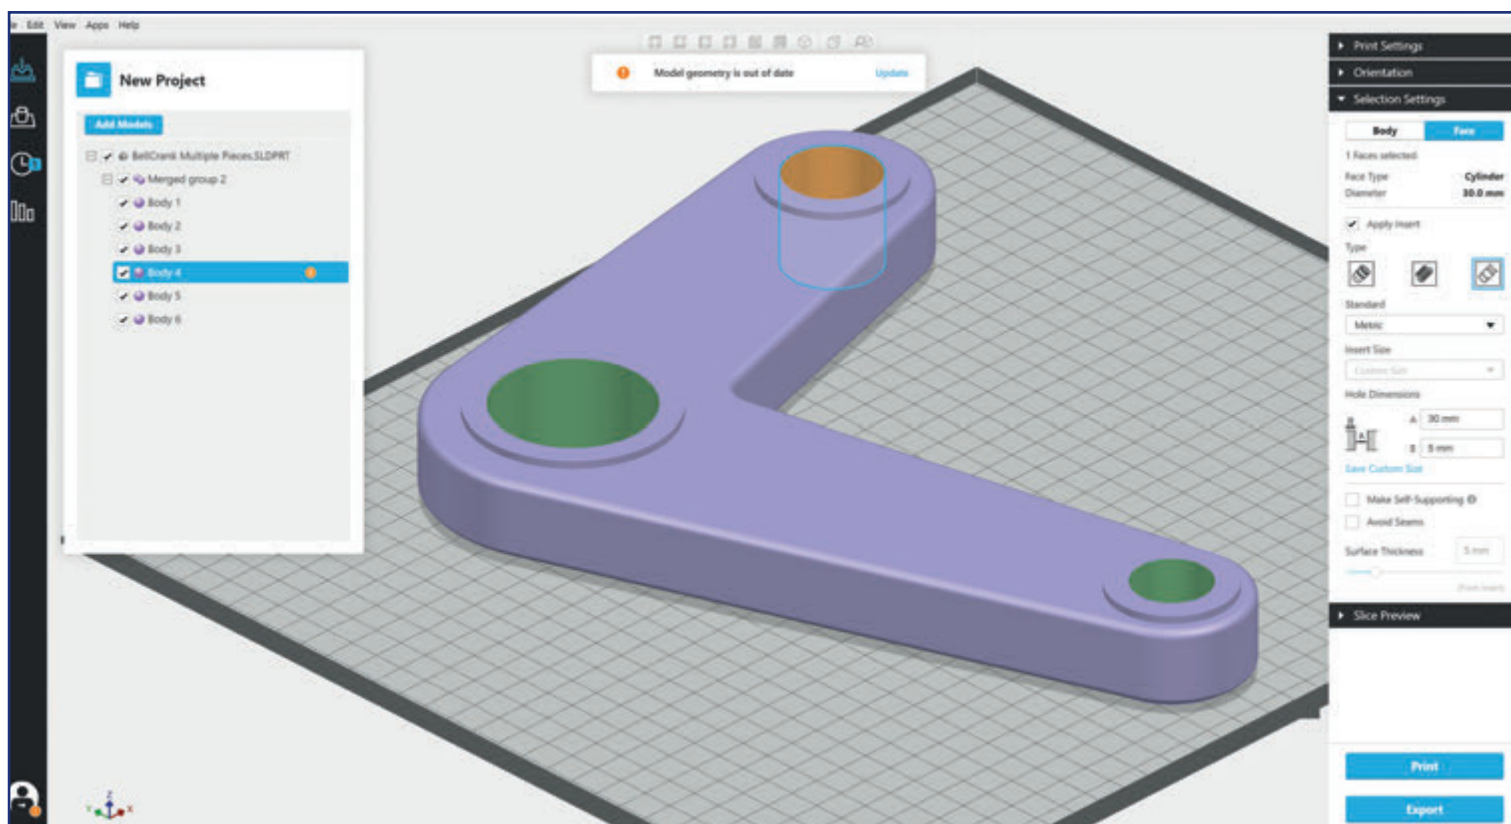 Edit View Apps Help
New Project
Add Models
BellCrank Multiple Pieces.SLDPRT
Merged group 2
Body 1
Body 2
Body 3
Body 4
Body 5
Body 6
Model geometry is out of date Update
Print Settings
Orientation
Selection Settings
Body Face
1 Faces selected
Face Type Cylinder
Diameter 30.0 mm
Apply Insert
Type
Standard
Metric
Insert Size
Custom Size
Hole Dimensions
A 30 mm
B 5 mm
Save Custom Size
Make Self-Supporting
Avoid Seams
Surface Thickness 5 mm
Slice Preview
Print
Export
Z
Y X